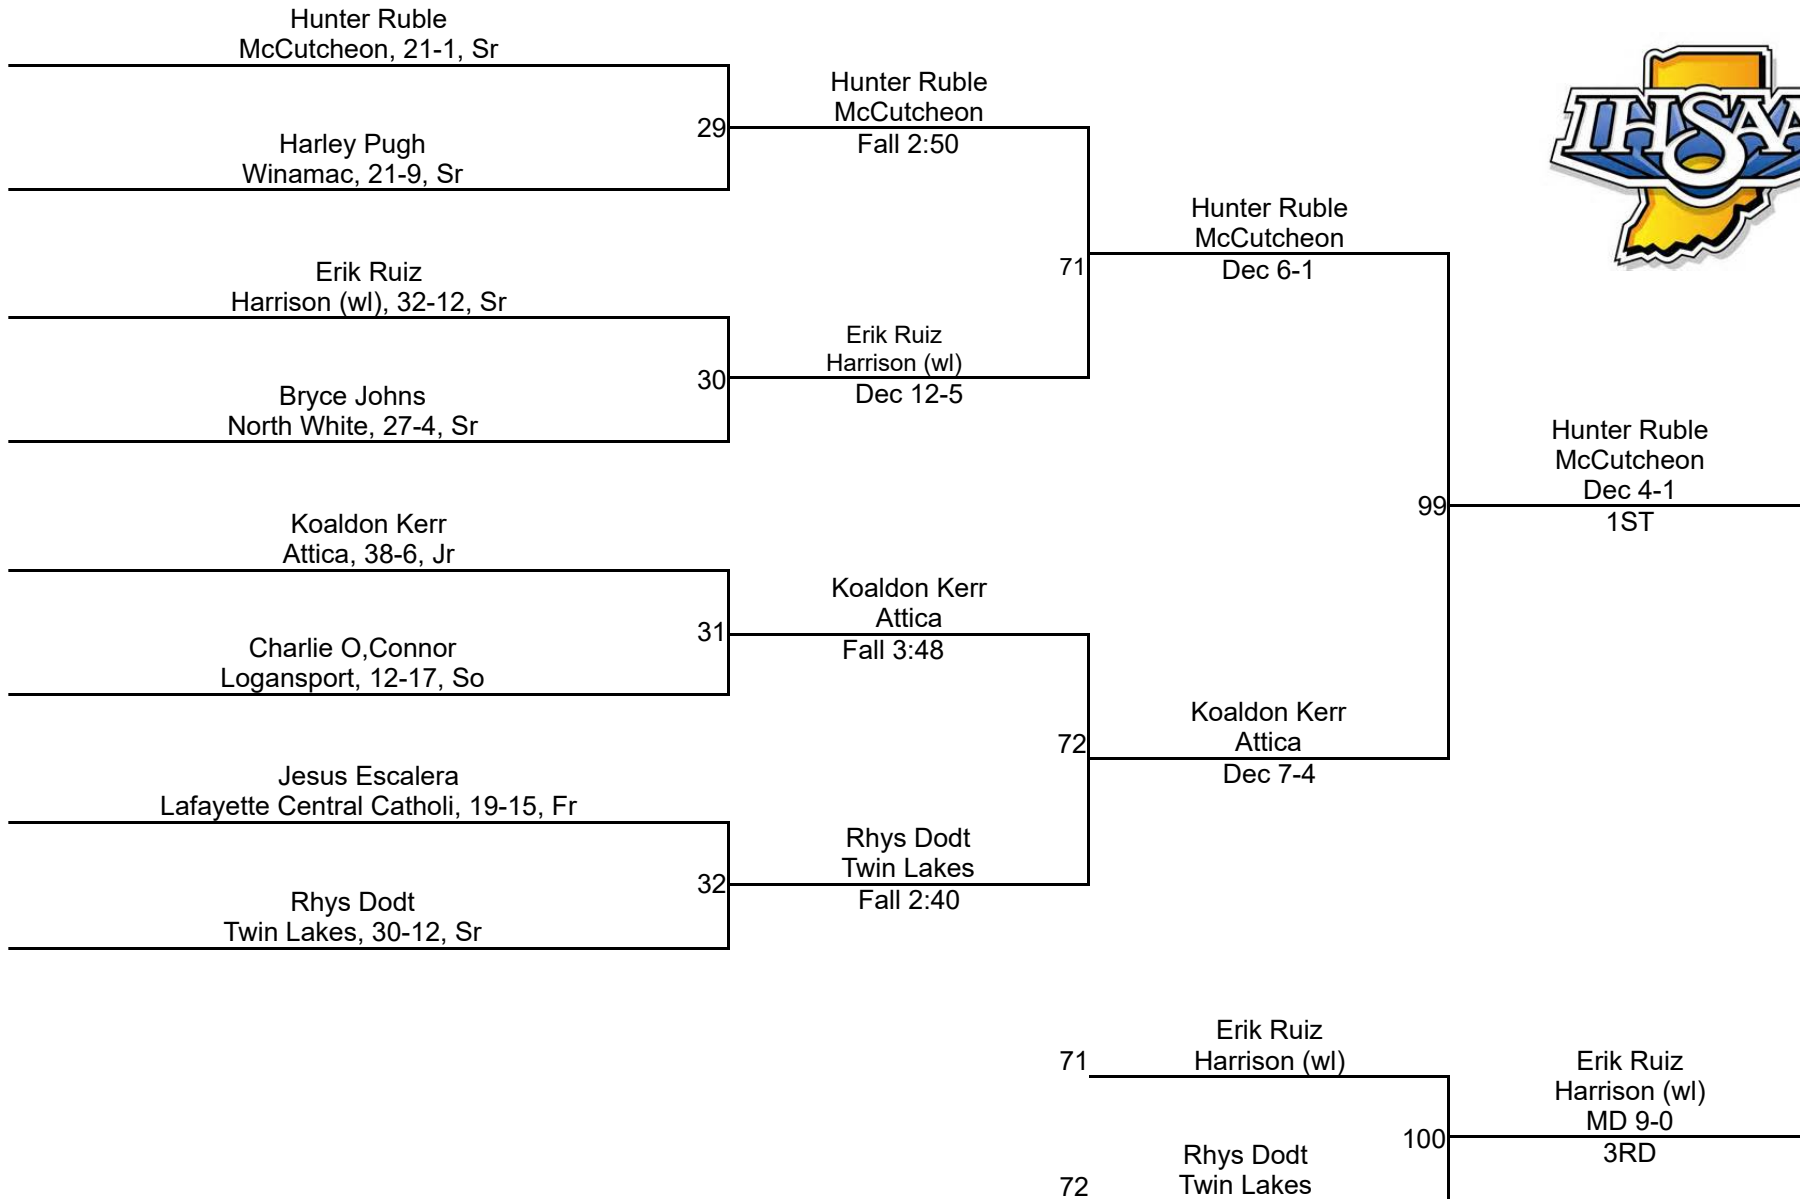 Hunter Ruble
McCutcheon, 21-1, Sr
29
Harley Pugh
Winamac, 21-9, Sr
Erik Ruiz
Harrison (wl), 32-12, Sr
30
Bryce Johns
North White, 27-4, Sr
Koaldon Kerr
Attica, 38-6, Jr
31
Charlie O,Connor
Logansport, 12-17, So
Jesus Escalera
Lafayette Central Catholi, 19-15, Fr
32
Rhys Dodt
Twin Lakes, 30-12, Sr
Hunter Ruble
McCutcheon
Fall 2:50
71
Erik Ruiz
Harrison (wl)
Dec 12-5
Koaldon Kerr
Attica
Fall 3:48
72
Rhys Dodt
Twin Lakes
Fall 2:40
Hunter Ruble
McCutcheon
Dec 6-1
99
Koaldon Kerr
Attica
Dec 7-4
IHSAA
Hunter Ruble
McCutcheon
Dec 4-1
1ST
71
Erik Ruiz
Harrison (wl)
100
72
Rhys Dodt
Twin Lakes
Erik Ruiz
Harrison (wl)
MD 9-0
3RD